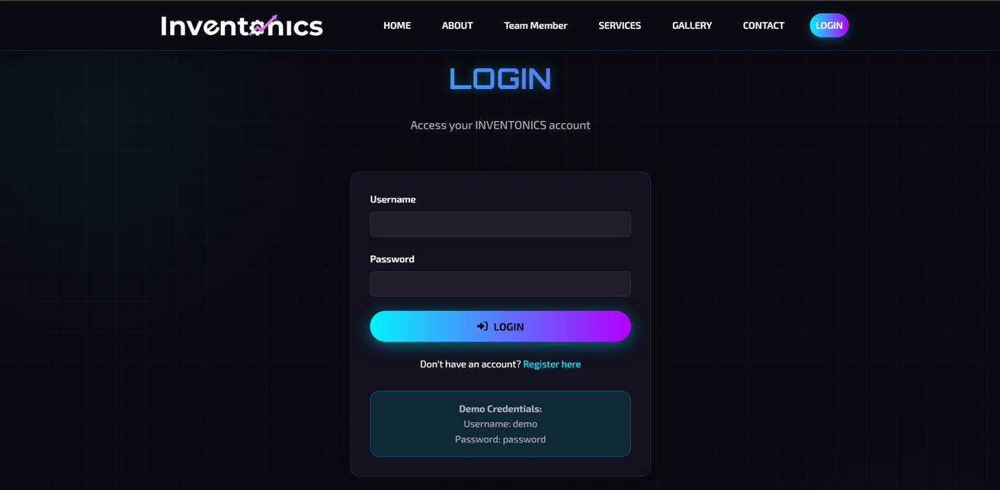 Inventonics HOME ABOUT Team Member SERVICES GALLERY CONTACT LOGIN
LOGIN
Access your INVENTONICS account
Username
Password
LOGIN
Don't have an account? Register here
Demo Credentials:
Username: demo
Password: password